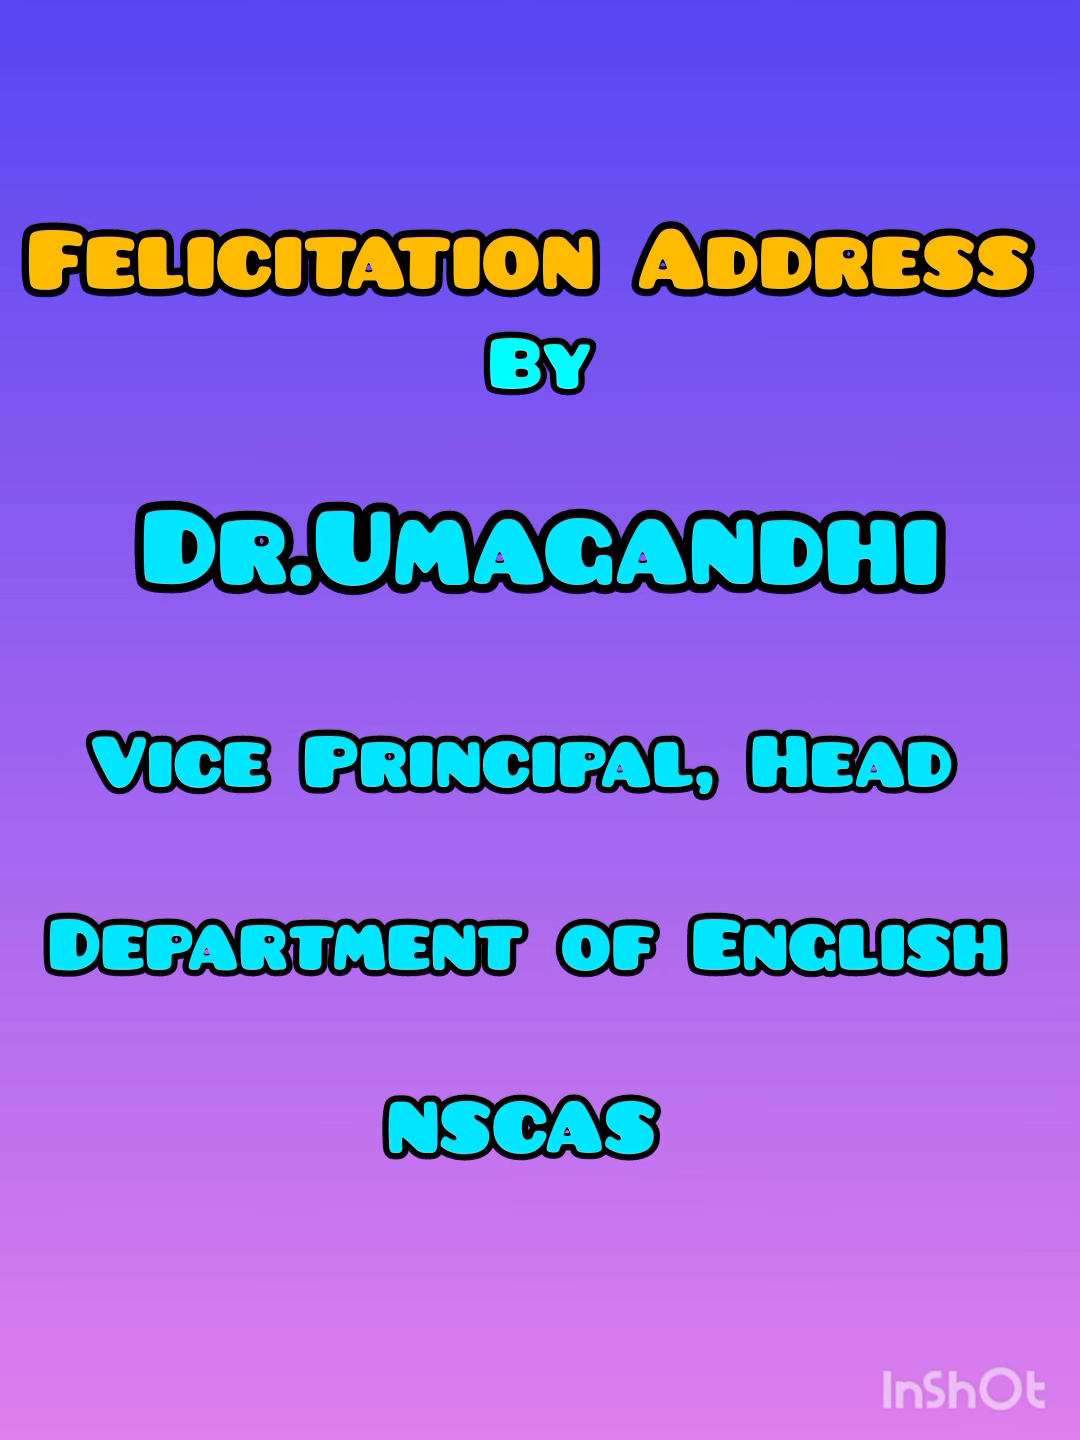 Felicitation Address
By
Dr.Umagandhi
Vice Principal, Head
Department of English
NSCAS
InShOt